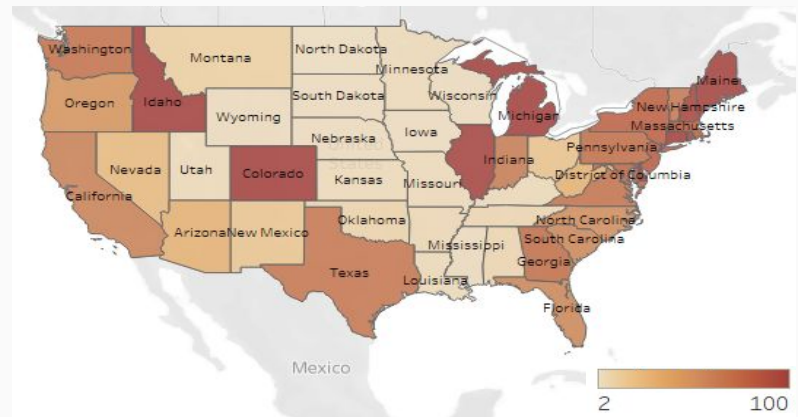 Washington
Montana
North Dakota
Minnesota
Maine
Oregon
Idaho
South Dakota
Wisconsin
Michigan
New Hampshire
Massachusetts
Wyoming
Nebraska
Iowa
Pennsylvania
Nevada
Utah
Colorado
United States
Kansas
Missouri
Indiana
District of Columbia
California
Arizona
New Mexico
Oklahoma
North Carolina
South Carolina
Mississippi
Georgia
Texas
Louisiana
Florida
Mexico
2
100